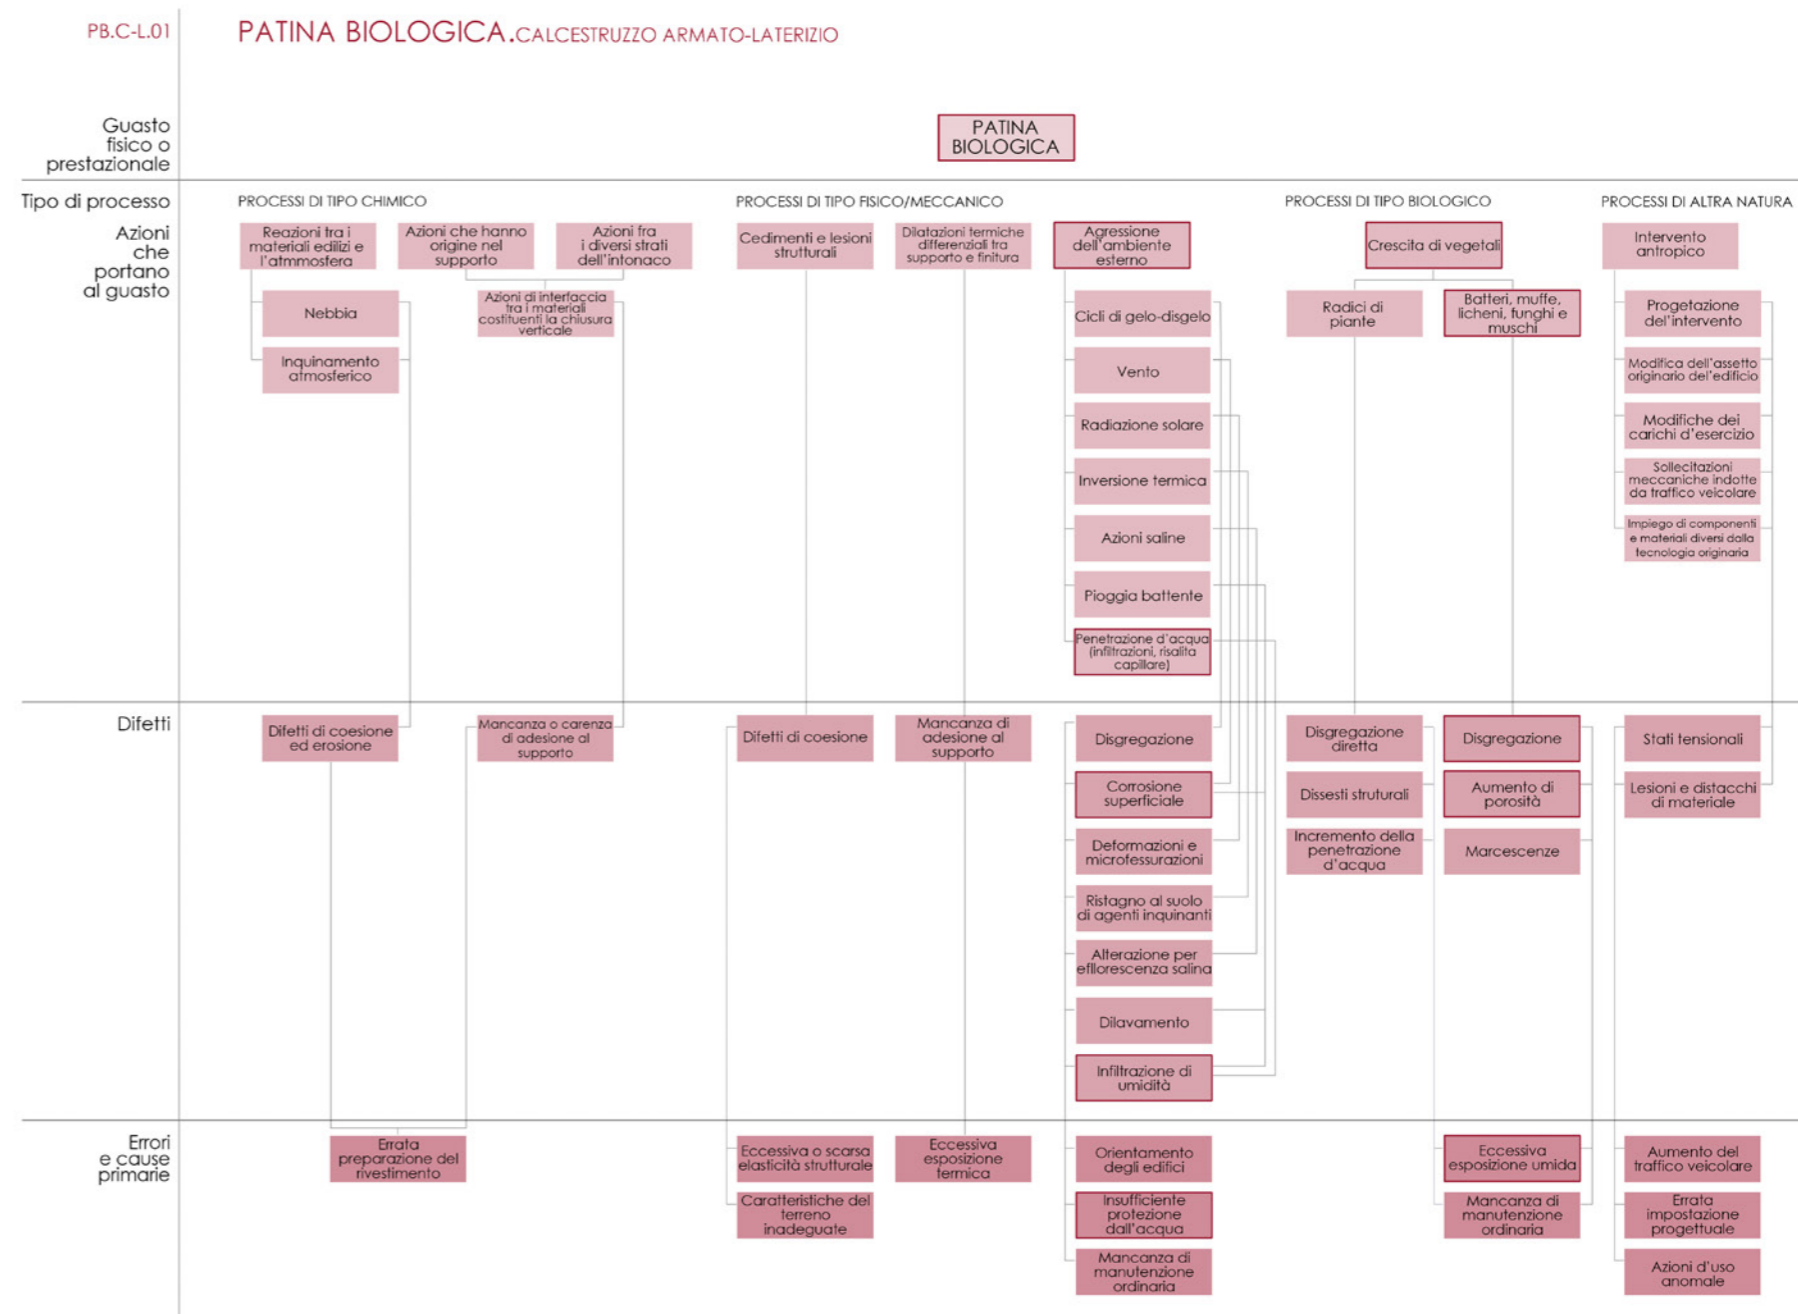 PB.C-L.01
PATINA BIOLOGICA.CALCESTRUZZO ARMATO-LATERIZIO
Guasto
fisico o
prestazionale
PATINA
BIOLOGICA
Tipo di processo
PROCESSI DI TIPO CHIMICO
PROCESSI DI TIPO FISICO/MECCANICO
PROCESSI DI TIPO BIOLOGICO
PROCESSI DI ALTRA NATURA
Azioni
che
portano
al guasto
Reazioni tra i
materiali edilizi e
l'atmmosfera
Azioni che hanno
origine nel
supporto
Azioni fra
i diversi strati
dell'intonaco
Cedimenti e lesioni
strutturali
Dilatazioni termiche
differenziali tra
supporto e finitura
Agressione
dell'ambiente
esterno
Crescita di vegetali
Intervento
antropico
Nebbia
Inquinamento
atmosferico
Azioni di interfaccia
tra i materiali
costituenti la chiusura
verticale
Cicli di gelo-disgelo
Vento
Radiazione solare
Inversione termica
Azioni saline
Pioggia battente
Penetrazione d'acqua
(infiltrazioni, risalita
capillare)
Radici di
piante
Batteri, muffe,
licheni, funghi e
muschi
Progetazione
del'intervento
Modifica dell'assetto
originario del'edificio
Modifiche dei
carichi d'esercizio
Sollecitazioni
meccaniche indotte
da traffico veicolare
Impiego di componenti
e materiali diversi dalla
tecnologia originaria
Difetti
Difetti di coesione
ed erosione
Mancanza o carenza
di adesione al
supporto
Difetti di coesione
Mancanza di
adesione al
supporto
Disgregazione
Corrosione
superficiale
Deformazioni e
microfessurazioni
Ristagno al suolo
di agenti inquinanti
Alterazione per
efllorescenza salina
Dilavamento
Infiltrazione di
umidità
Disgregazione
diretta
Dissesti struturali
Incremento della
penetrazione
d'acqua
Disgregazione
Aumento di
porosità
Marcescenze
Stati tensionali
Lesioni e distacchi
di materiale
Errori
e cause
primarie
Errata
preparazione del
rivestimento
Eccessiva o scarsa
elasticità strutturale
Caratteristiche del
terreno
inadeguate
Eccessiva
esposizione
termica
Orientamento
degli edifici
Insufficiente
protezione
dall'acqua
Mancanza di
manutenzione
ordinaria
Eccessiva
esposizione umida
Mancanza di
manutenzione
ordinaria
Aumento del
traffico veicolare
Errata
impostazione
progettuale
Azioni d'uso
anomale